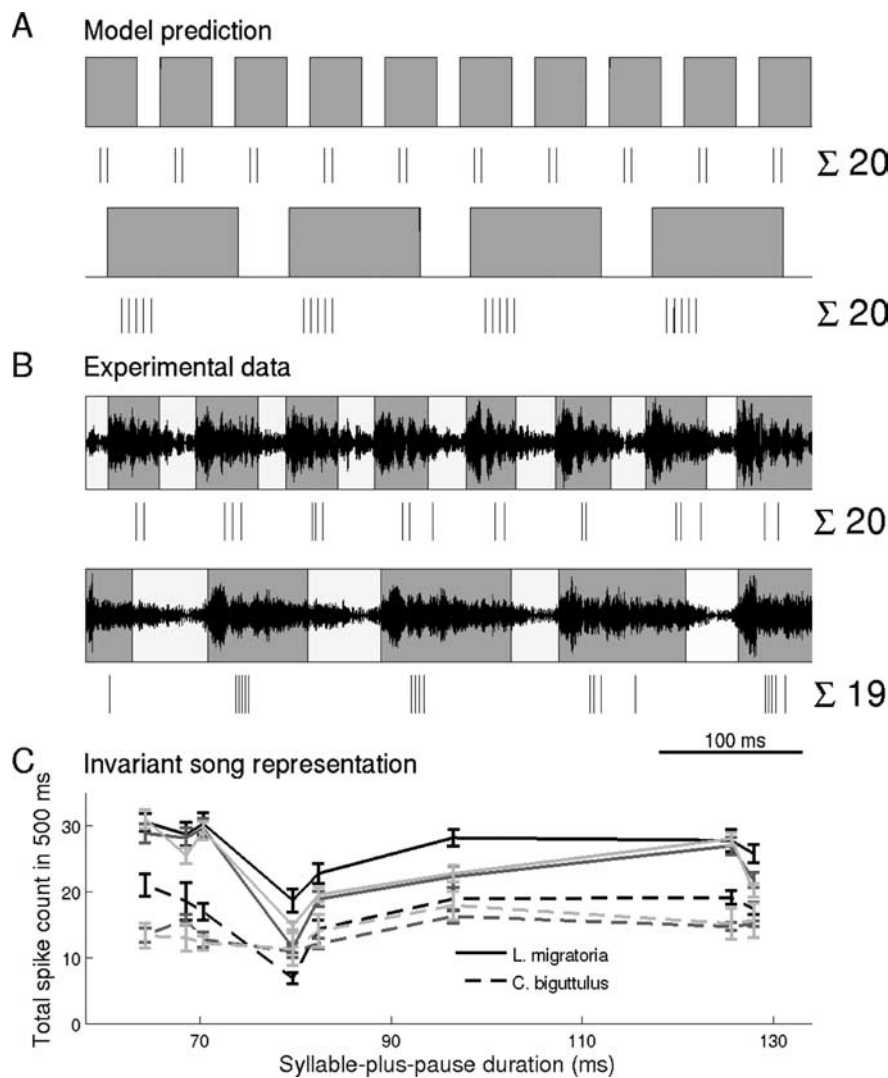 A
Model prediction
Σ 20
Σ 20
B
Experimental data
Σ 20
Σ 19
100 ms
C
Invariant song representation
Total spike count in 500 ms
30
20
10
0
L. migratoria
C. biguttulus
70
90
110
130
Syllable-plus-pause duration (ms)